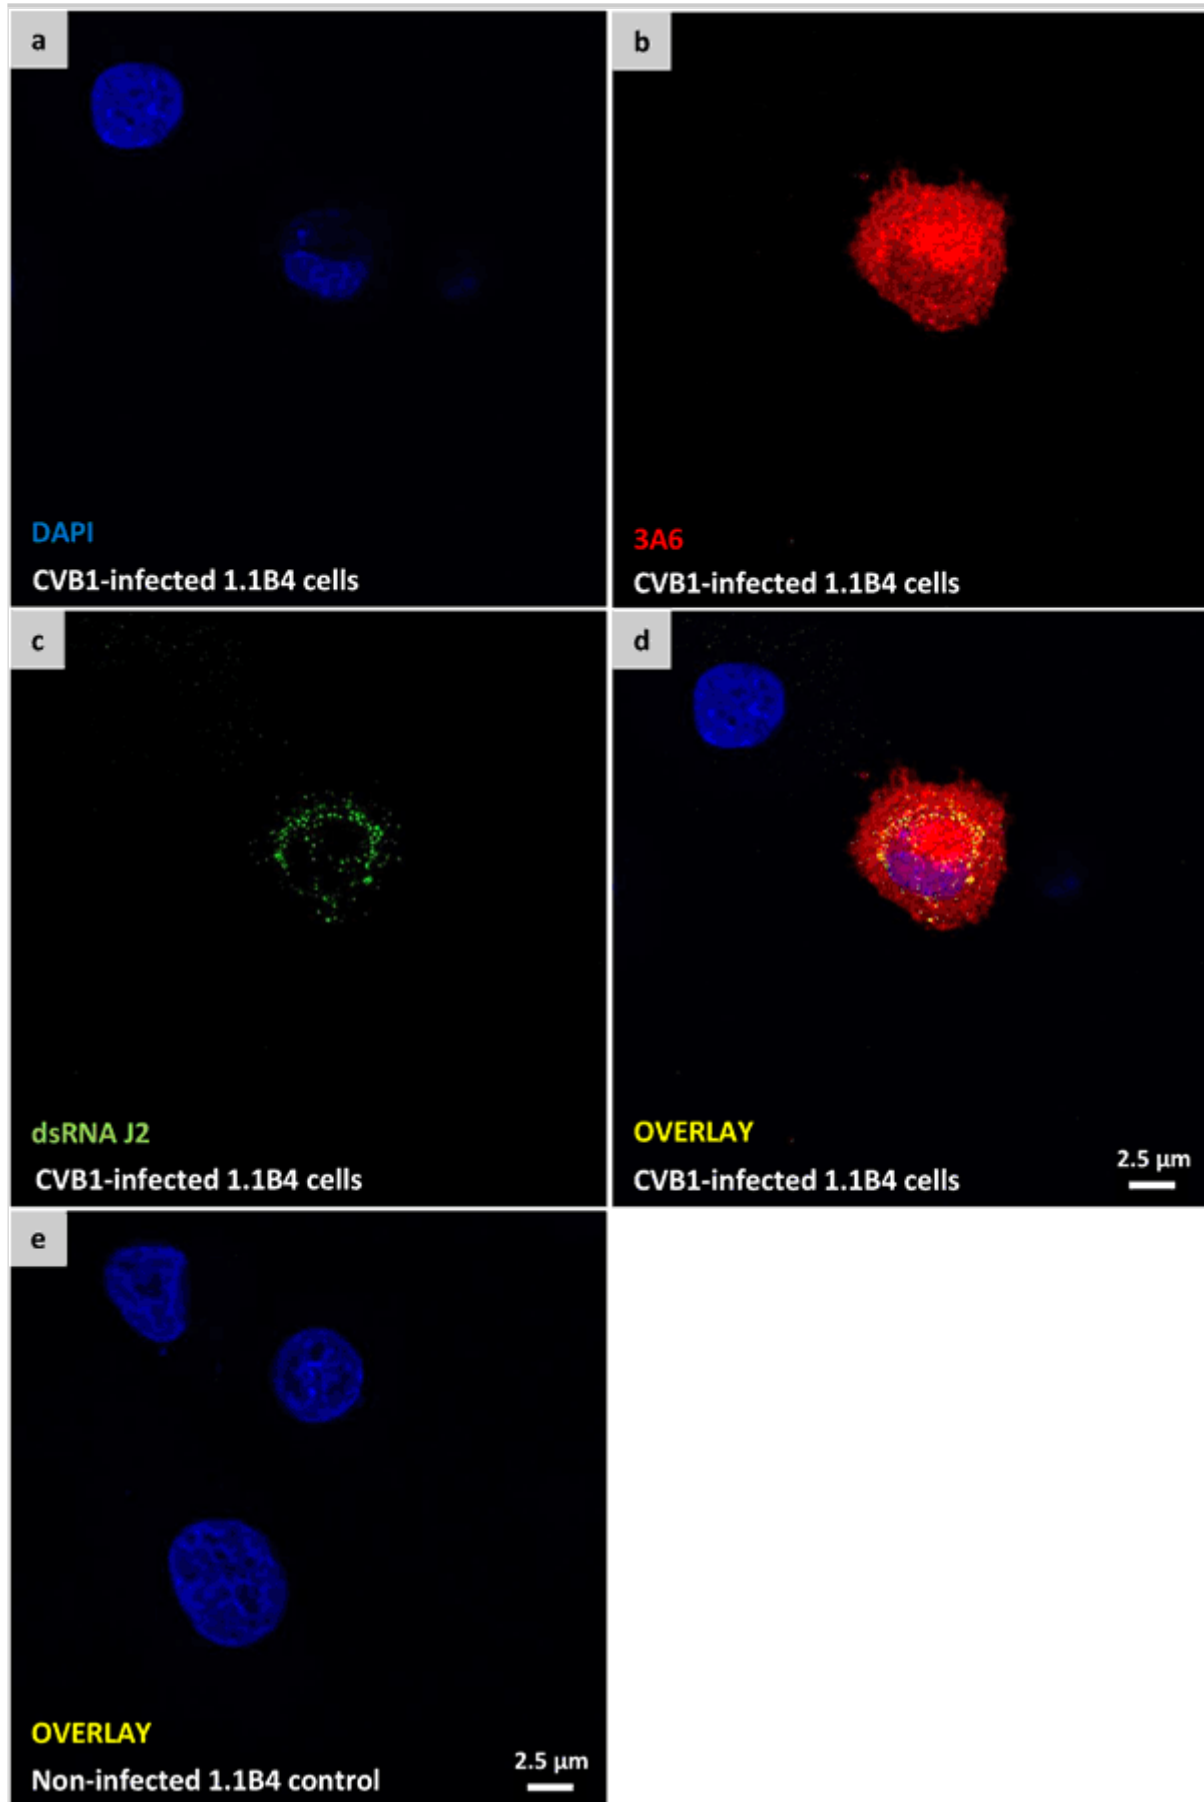 a
DAPI
CVB1-infected 1.1B4 cells
b
3A6
CVB1-infected 1.1B4 cells
c
dsRNA J2
CVB1-infected 1.1B4 cells
d
OVERLAY
CVB1-infected 1.1B4 cells
2.5 µm
e
OVERLAY
Non-infected 1.1B4 control
2.5 µm